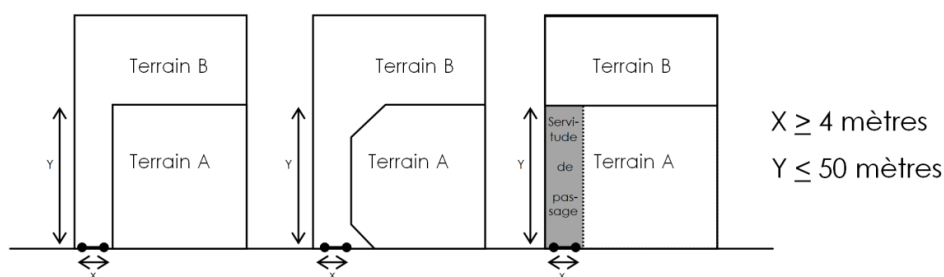 Terrain B
Terrain B
Terrain B
Y
Terrain A
Y
Terrain A
Y
Servi-
tude
de
pas-
sage
Terrain A
X ≥ 4 mètres
Y ≤ 50 mètres
X
X
X